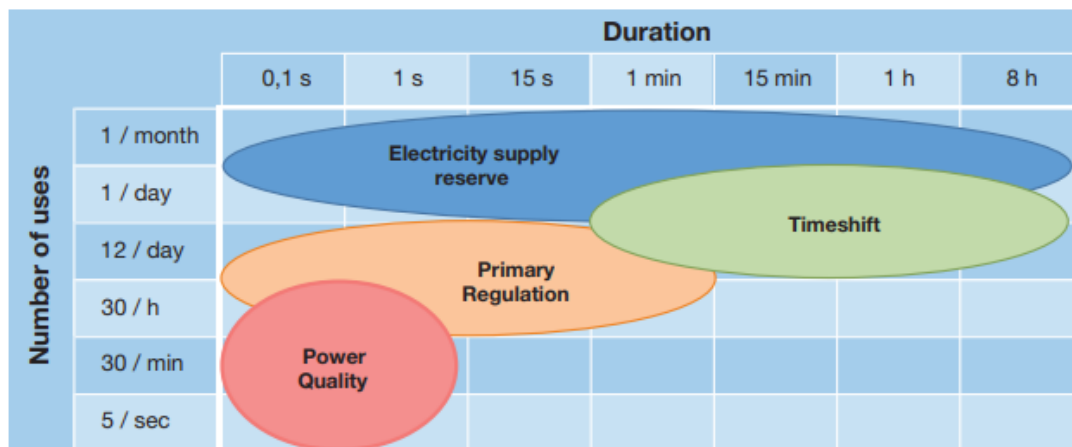 Duration
0,1 s 1 s 15 s 1 min 15 min 1 h 8 h
Number of uses
1 / month
1 / day
12 / day
30 / h
30 / min
5 / sec
Electricity supply
reserve
Timeshift
Primary
Regulation
Power
Quality